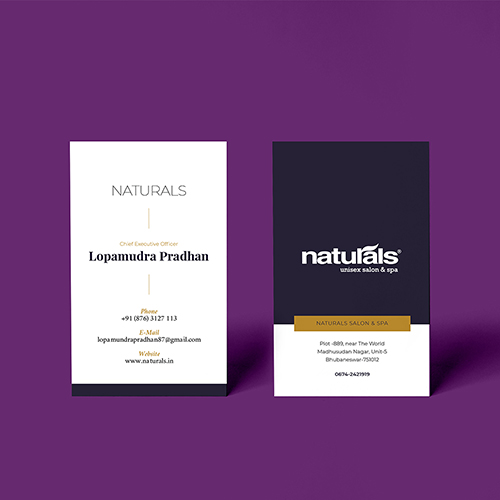 NATURALS
Chief Executive Officer
Lopamudra Pradhan
Phone
+91 (876) 3127 113
E-Mail
lopamundrapradhan87@gmail.com
Website
www.naturals.in
naturals®
unisex salon & spa
NATURALS SALON & SPA
Plot -889, near The World
Madhusudan Nagar, Unit-5
Bhubaneswar-751012
0674-2421919